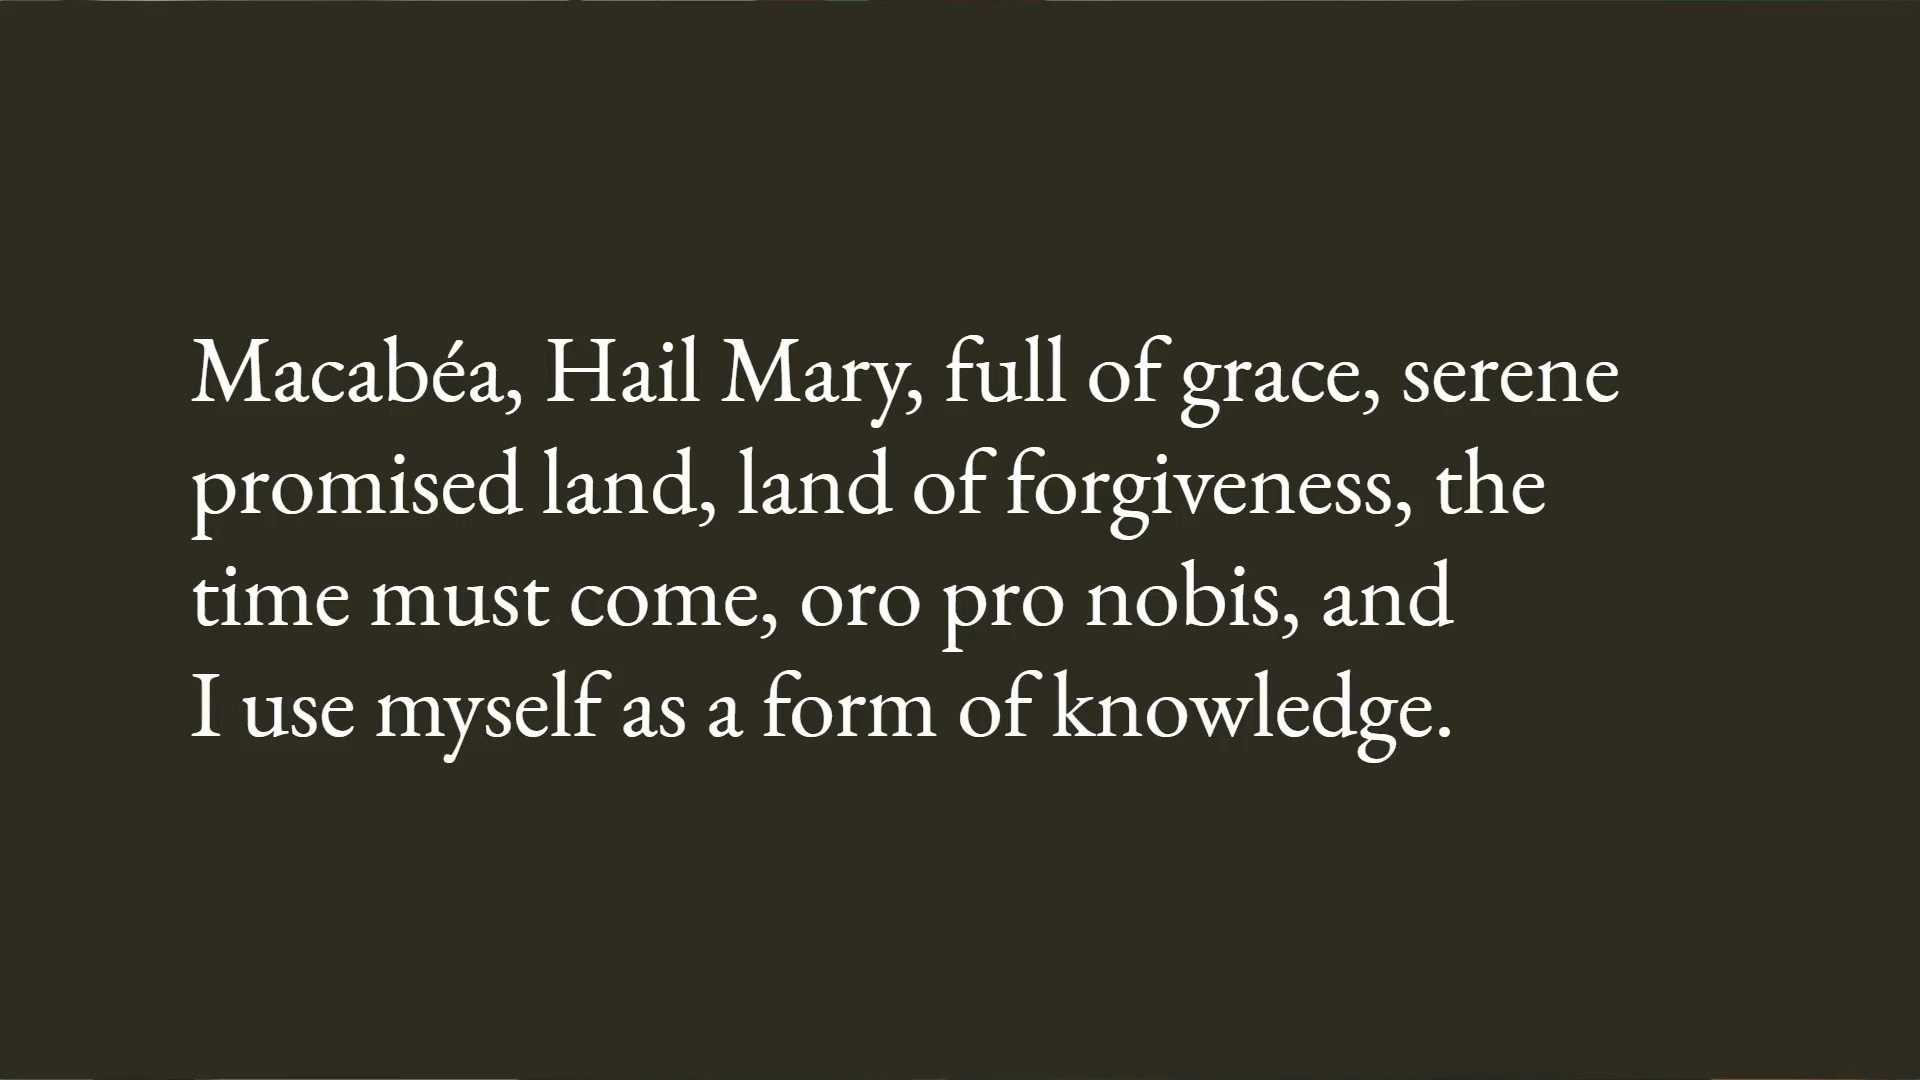 Macabéa, Hail Mary, full of grace, serene
promised land, land of forgiveness, the
time must come, oro pro nobis, and
I use myself as a form of knowledge.